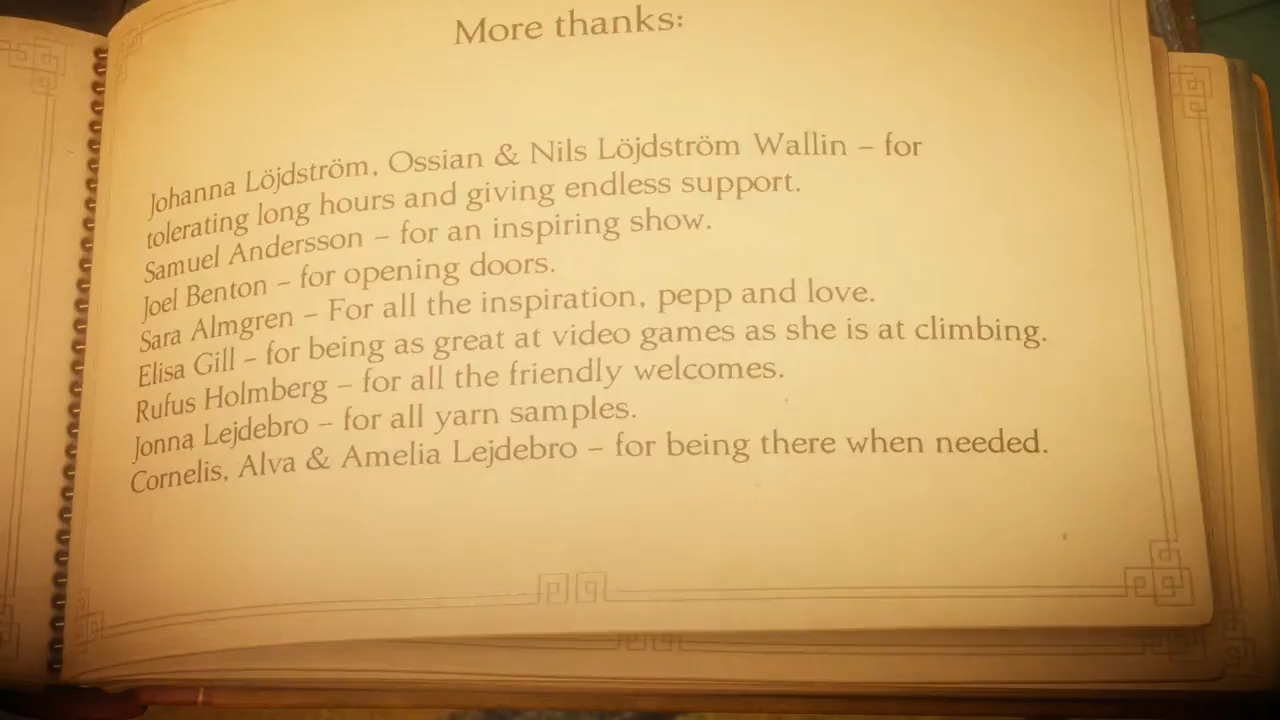 More thanks:
Johanna Löjdström, Ossian & Nils Löjdström Wallin – for
tolerating long hours and giving endless support.
Samuel Andersson – for an inspiring show.
Joel Benton – for opening doors.
Sara Almgren – For all the inspiration, pepp and love.
Elisa Gill – for being as great at video games as she is at climbing.
Rufus Holmberg – for all the friendly welcomes.
Jonna Lejdebro – for all yarn samples.
Cornelis, Alva & Amelia Lejdebro – for being there when needed.